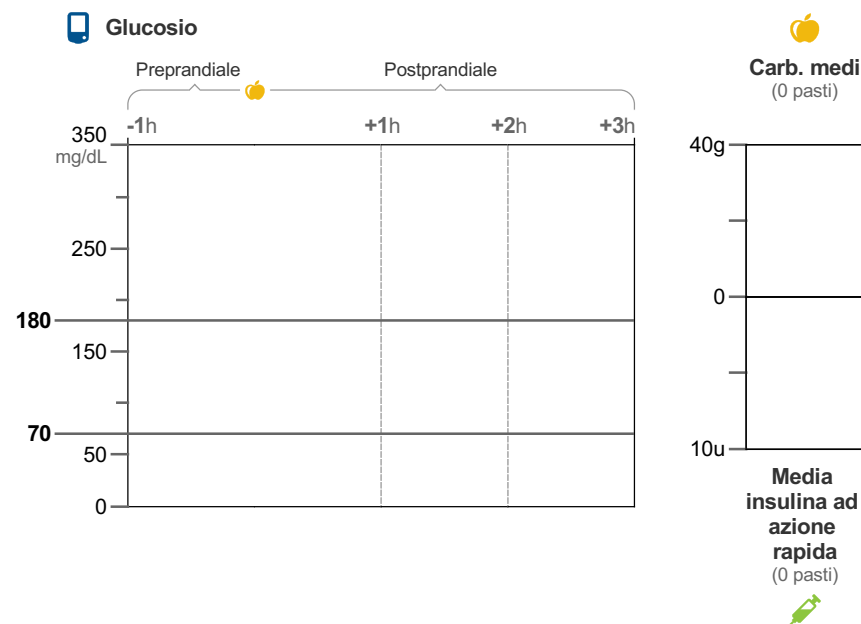 Glucosio
Preprandiale
Postprandiale
-1h
+1h
+2h
+3h
350
mg/dL
250
180
150
70
50
0
Carb. medi
(0 pasti)
40g
0
10u
Media
insulina ad
azione
rapida
(0 pasti)